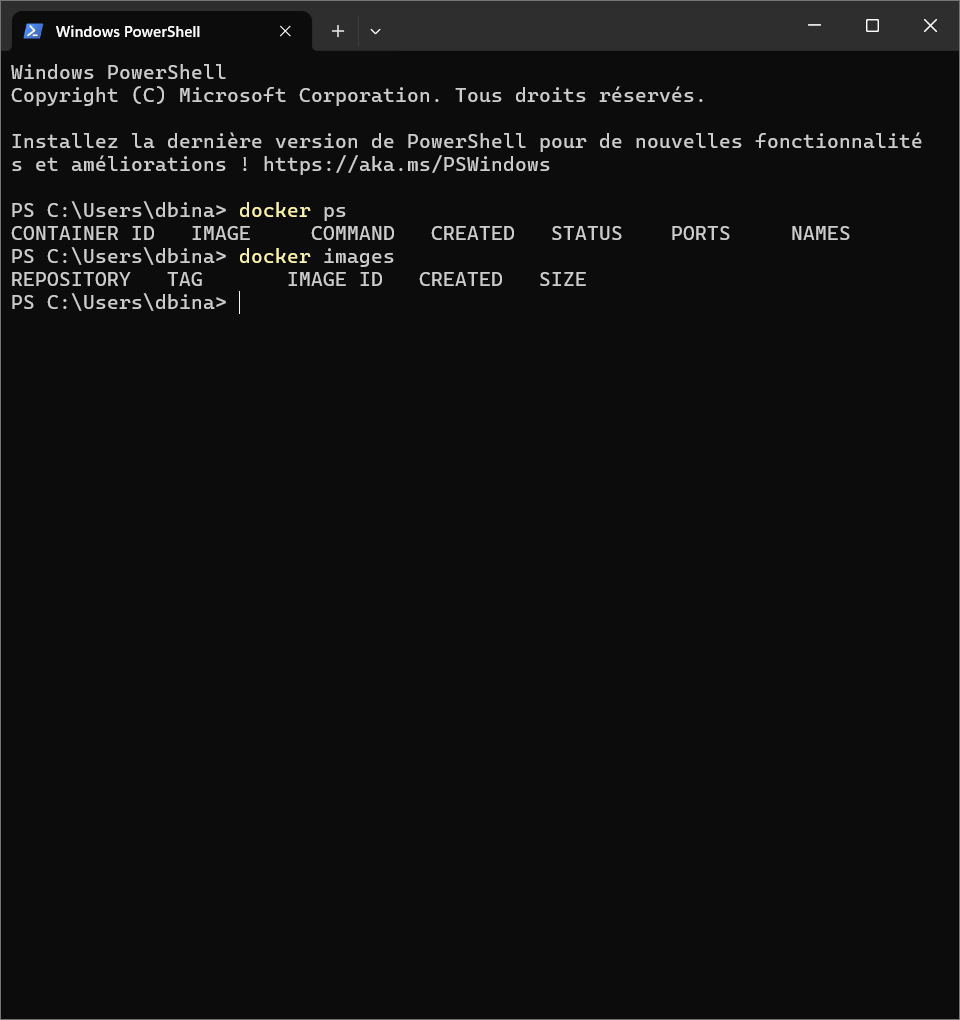 Windows PowerShell
Windows PowerShell
Copyright (C) Microsoft Corporation. Tous droits réservés.
Installez la dernière version de PowerShell pour de nouvelles fonctionnalité
s et améliorations ! https://aka.ms/PSWindows
PS C:\Users\dbina> docker ps
CONTAINER ID   IMAGE     COMMAND   CREATED   STATUS    PORTS     NAMES
PS C:\Users\dbina> docker images
REPOSITORY   TAG       IMAGE ID   CREATED   SIZE
PS C:\Users\dbina>